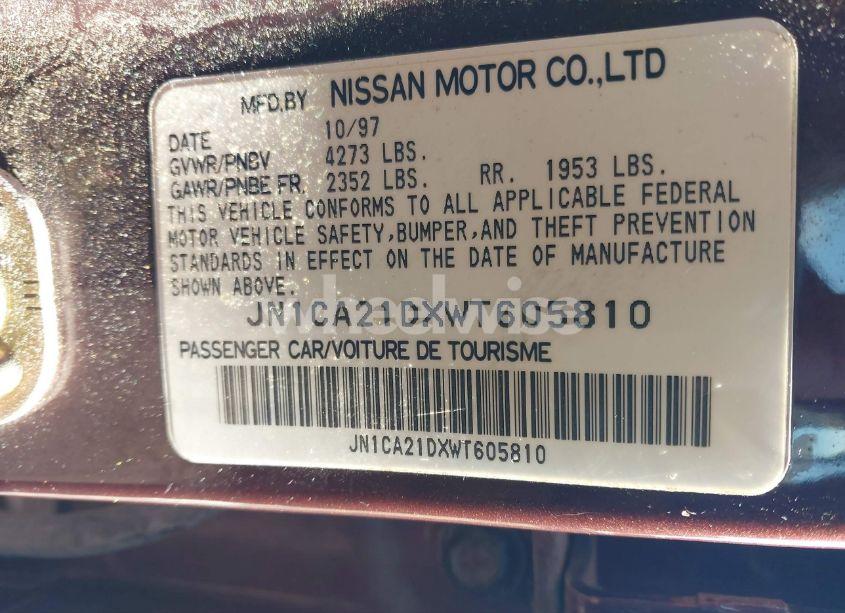 MFD.BY NISSAN MOTOR CO.,LTD
DATE 10/97
GVWR/PNBV 4273 LBS.
GAWR/PNBE FR. 2352 LBS. RR. 1953 LBS.
THIS VEHICLE CONFORMS TO ALL APPLICABLE FEDERAL
MOTOR VEHICLE SAFETY,BUMPER,AND THEFT PREVENTION
STANDARDS IN EFFECT ON THE DATE OF MANUFACTURE
SHOWN ABOVE.
JN1CA21DXWT605810
PASSENGER CAR/VOITURE DE TOURISME
JN1CA21DXWT605810